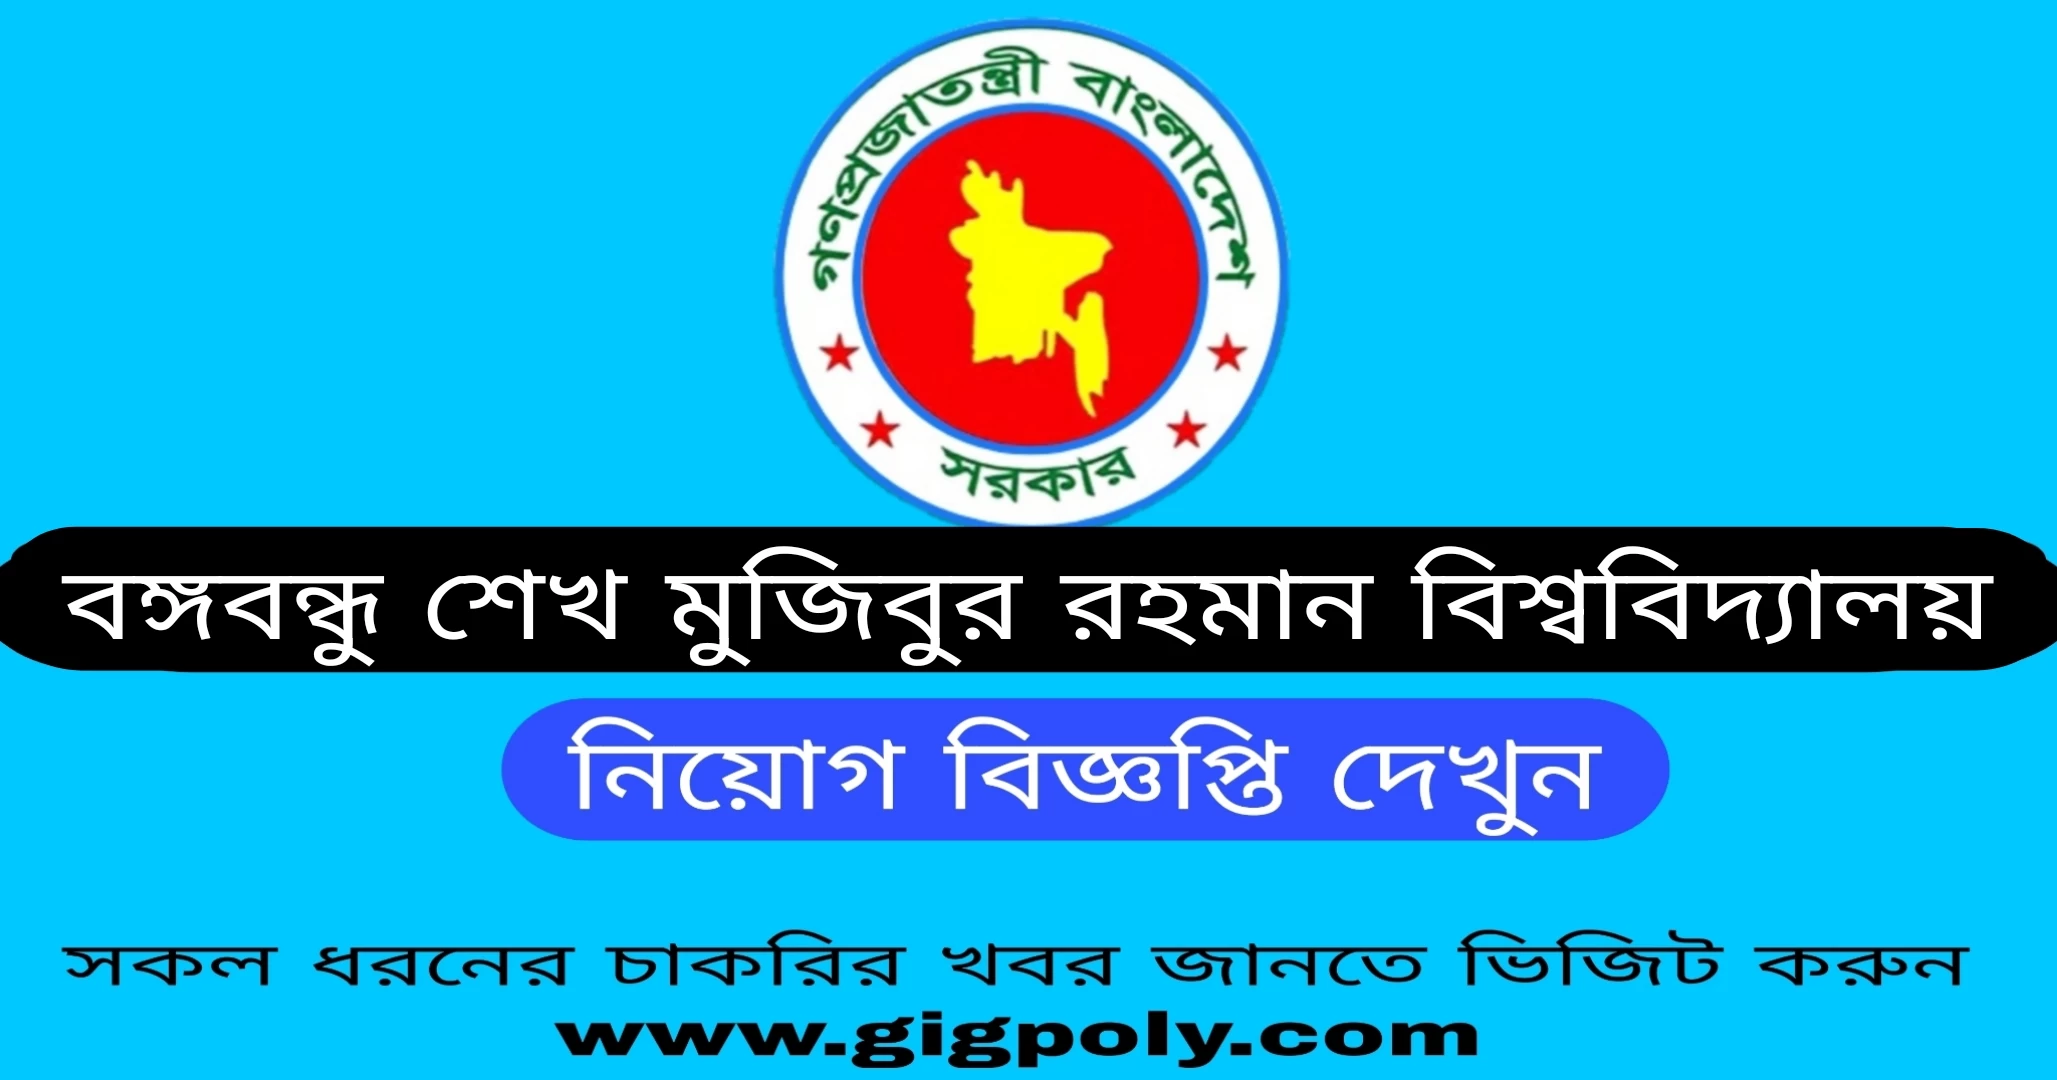 গণপ্রজাতন্ত্রী বাংলাদেশ
সরকার
বঙ্গবন্ধু শেখ মুজিবুর রহমান বিশ্ববিদ্যালয়
নিয়োগ বিজ্ঞপ্তি দেখুন
সকল ধরনের চাকরির খবর জানতে ভিজিট করুন
www.gigpoly.com